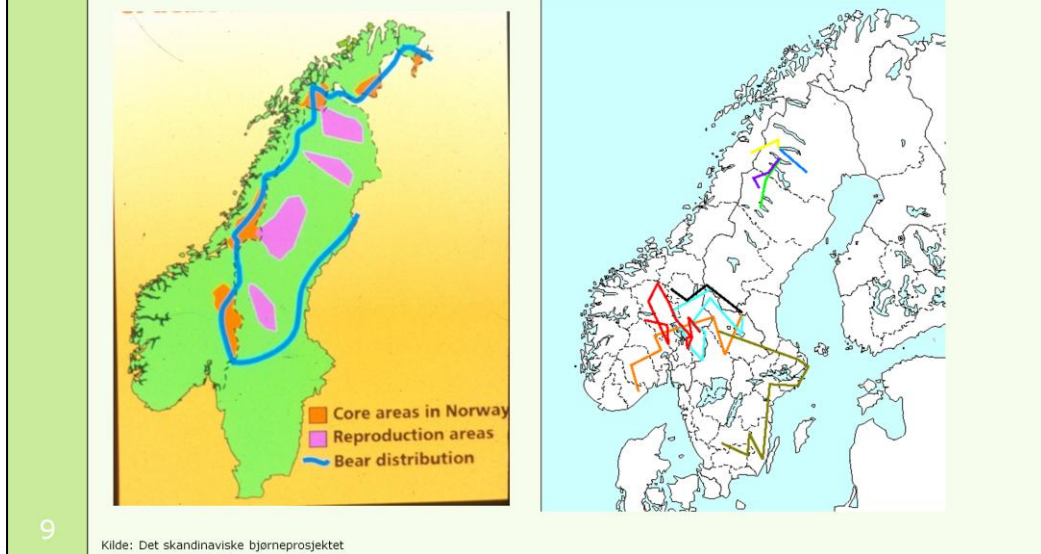 Core areas in Norway
Reproduction areas
Bear distribution
9
Kilde: Det skandinaviske bjørneprosjektet